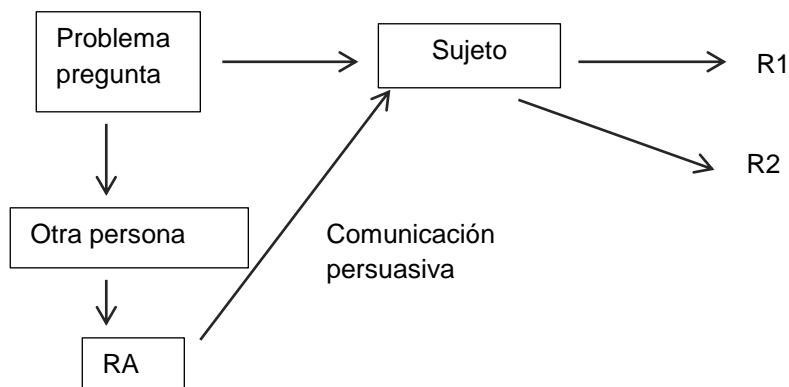 Problema
pregunta
Sujeto
R1
R2
Otra persona
Comunicación
persuasiva
RA